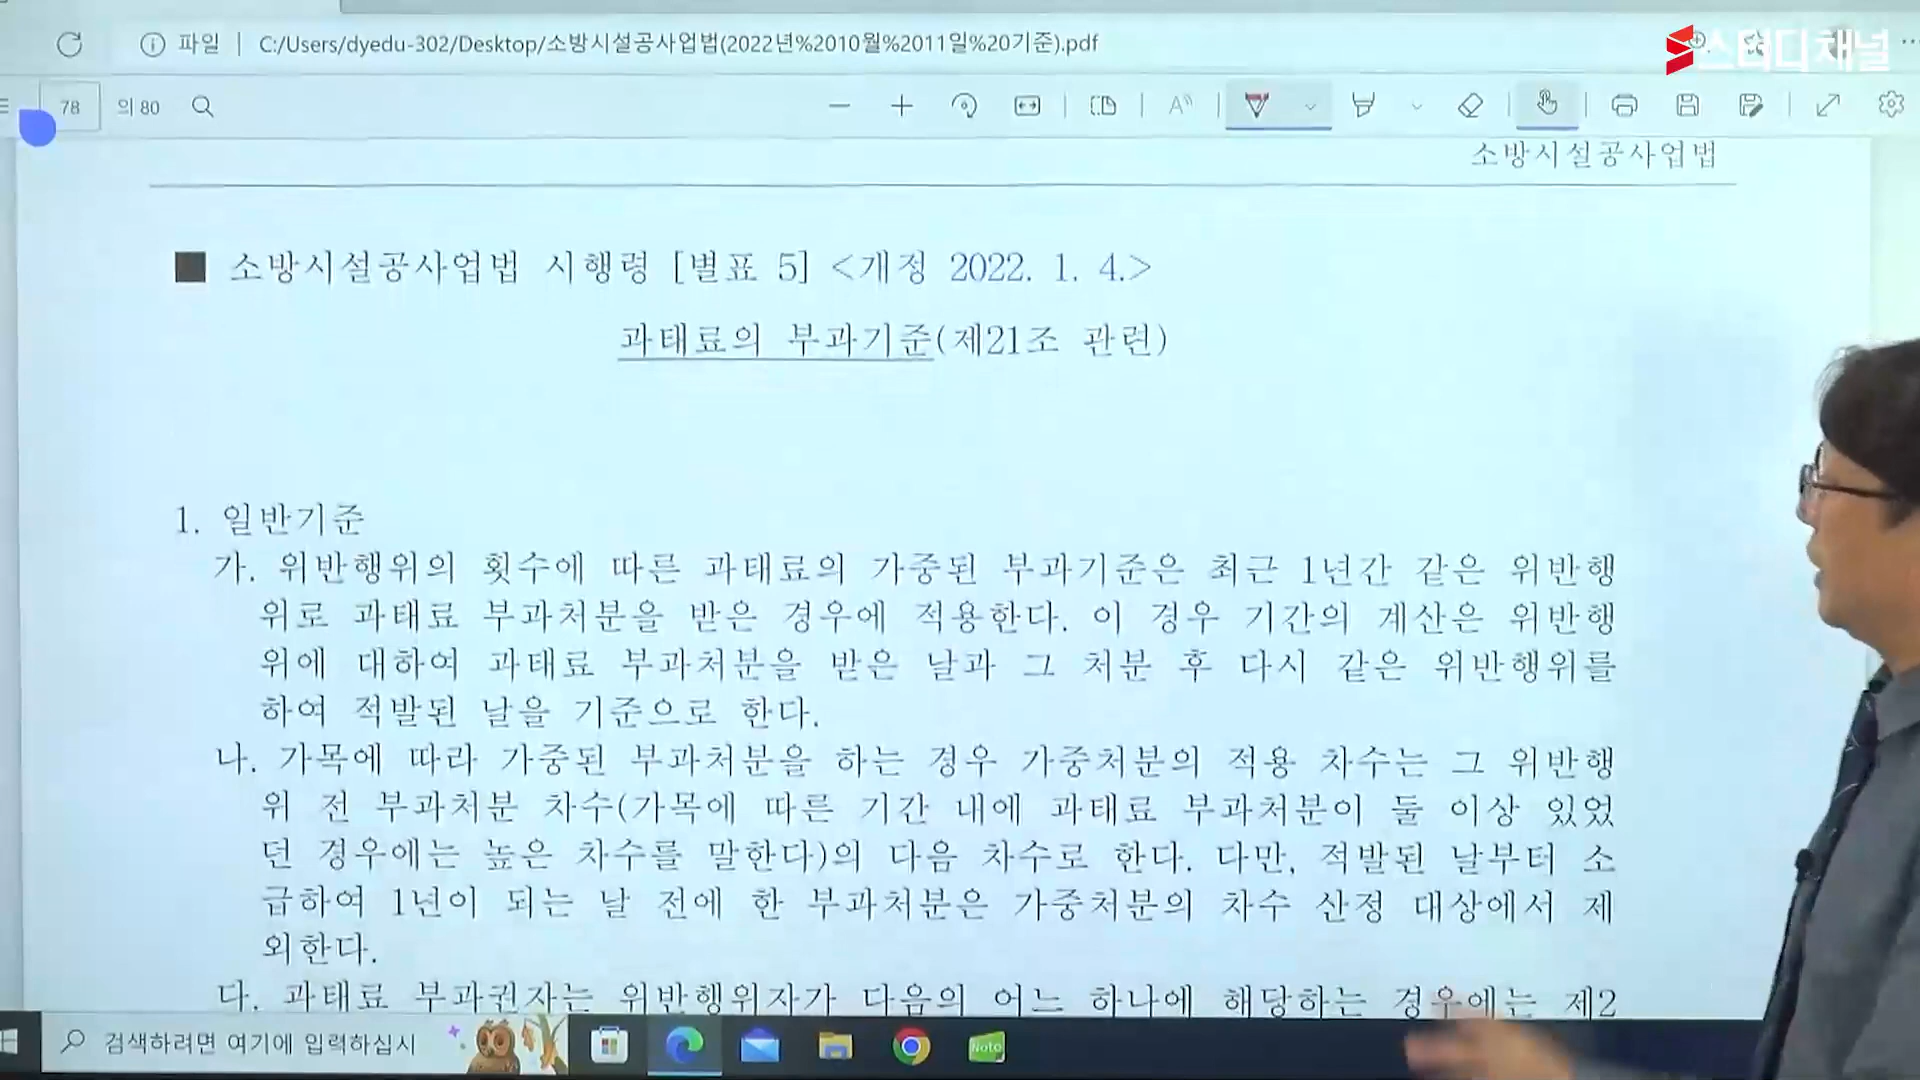 파일 | C:/Users/dyedu-302/Desktop/소방시설공사업법(2022년%2010월%2011일%20기준).pdf
스터디채널
78 의 80
소방시설공사업법
■ 소방시설공사업법 시행령 [별표 5] <개정 2022. 1. 4.>
과태료의 부과기준(제21조 관련)
1. 일반기준
가. 위반행위의 횟수에 따른 과태료의 가중된 부과기준은 최근 1년간 같은 위반행
위로 과태료 부과처분을 받은 경우에 적용한다. 이 경우 기간의 계산은 위반행
위에 대하여 과태료 부과처분을 받은 날과 그 처분 후 다시 같은 위반행위를
하여 적발된 날을 기준으로 한다.
나. 가목에 따라 가중된 부과처분을 하는 경우 가중처분의 적용 차수는 그 위반행
위 전 부과처분 차수(가목에 따른 기간 내에 과태료 부과처분이 둘 이상 있었
던 경우에는 높은 차수를 말한다)의 다음 차수로 한다. 다만, 적발된 날부터 소
급하여 1년이 되는 날 전에 한 부과처분은 가중처분의 차수 산정 대상에서 제
외한다.
다. 과태료 부과권자는 위반행위자가 다음의 어느 하나에 해당하는 경우에는 제2
검색하려면 여기에 입력하십시
Note